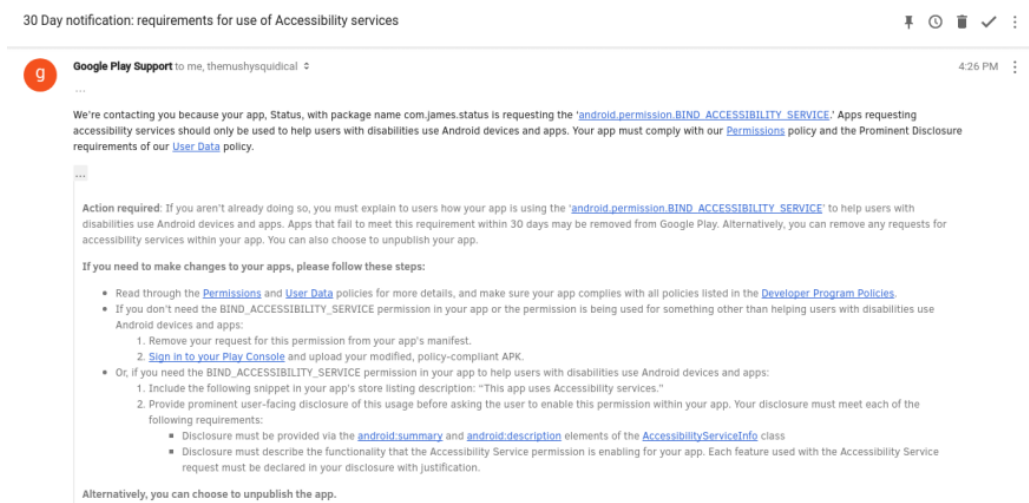 30 Day notification: requirements for use of Accessibility services
g
Google Play Support to me, themushysquidical
4:26 PM
...
We're contacting you because your app, Status, with package name com.james.status is requesting the 'android.permission.BIND_ACCESSIBILITY_SERVICE.' Apps requesting
accessibility services should only be used to help users with disabilities use Android devices and apps. Your app must comply with our Permissions policy and the Prominent Disclosure
requirements of our User Data policy.
...
Action required: If you aren't already doing so, you must explain to users how your app is using the 'android.permission.BIND_ACCESSIBILITY_SERVICE' to help users with
disabilities use Android devices and apps. Apps that fail to meet this requirement within 30 days may be removed from Google Play. Alternatively, you can remove any requests for
accessibility services within your app. You can also choose to unpublish your app.
If you need to make changes to your apps, please follow these steps:
• Read through the Permissions and User Data policies for more details, and make sure your app complies with all policies listed in the Developer Program Policies.
• If you don't need the BIND_ACCESSIBILITY_SERVICE permission in your app or the permission is being used for something other than helping users with disabilities use
Android devices and apps:
1. Remove your request for this permission from your app's manifest.
2. Sign in to your Play Console and upload your modified, policy-compliant APK.
• Or, if you need the BIND_ACCESSIBILITY_SERVICE permission in your app to help users with disabilities use Android devices and apps:
1. Include the following snippet in your app's store listing description: "This app uses Accessibility services."
2. Provide prominent user-facing disclosure of this usage before asking the user to enable this permission within your app. Your disclosure must meet each of the
following requirements:
▪ Disclosure must be provided via the android:summary and android:description elements of the AccessibilityServiceInfo class
▪ Disclosure must describe the functionality that the Accessibility Service permission is enabling for your app. Each feature used with the Accessibility Service
request must be declared in your disclosure with justification.
Alternatively, you can choose to unpublish the app.